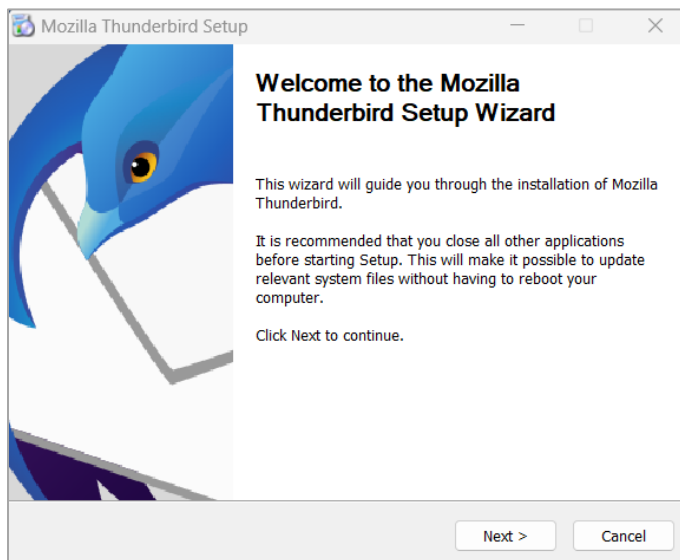 Mozilla Thunderbird Setup
Welcome to the Mozilla
Thunderbird Setup Wizard
This wizard will guide you through the installation of Mozilla
Thunderbird.
It is recommended that you close all other applications
before starting Setup. This will make it possible to update
relevant system files without having to reboot your
computer.
Click Next to continue.
Next >
Cancel